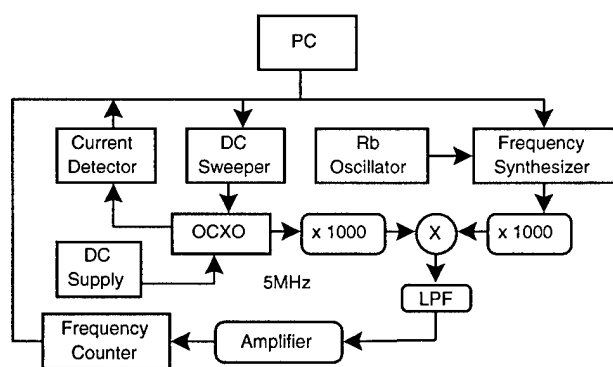 PC
Current
Detector
DC
Sweeper
Rb
Oscillator
Frequency
Synthesizer
OCXO
x 1000
X
x 1000
DC
Supply
5MHz
LPF
Frequency
Counter
Amplifier